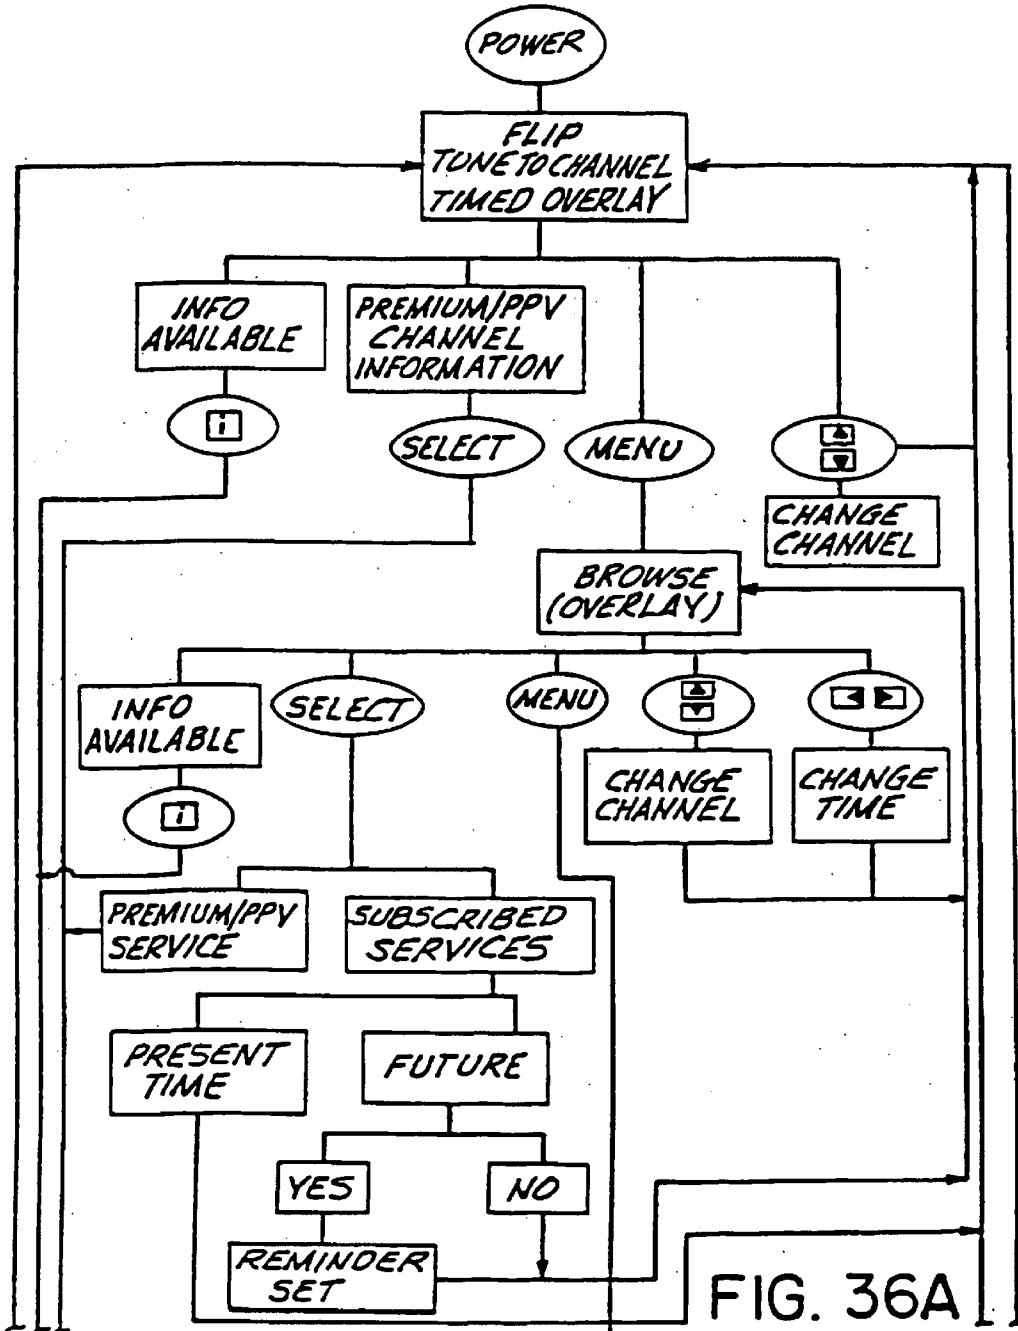 POWER
FLIP
TUNE TO CHANNEL
TIMED OVERLAY
INFO
AVAILABLE
PREMIUM/PPV
CHANNEL
INFORMATION
i
SELECT
MENU
CHANGE
CHANNEL
BROWSE
(OVERLAY)
INFO
AVAILABLE
SELECT
MENU
i
CHANGE
CHANNEL
CHANGE
TIME
PREMIUM/PPV
SERVICE
SUBSCRIBED
SERVICES
PRESENT
TIME
FUTURE
YES
NO
REMINDER
SET
FIG. 36A